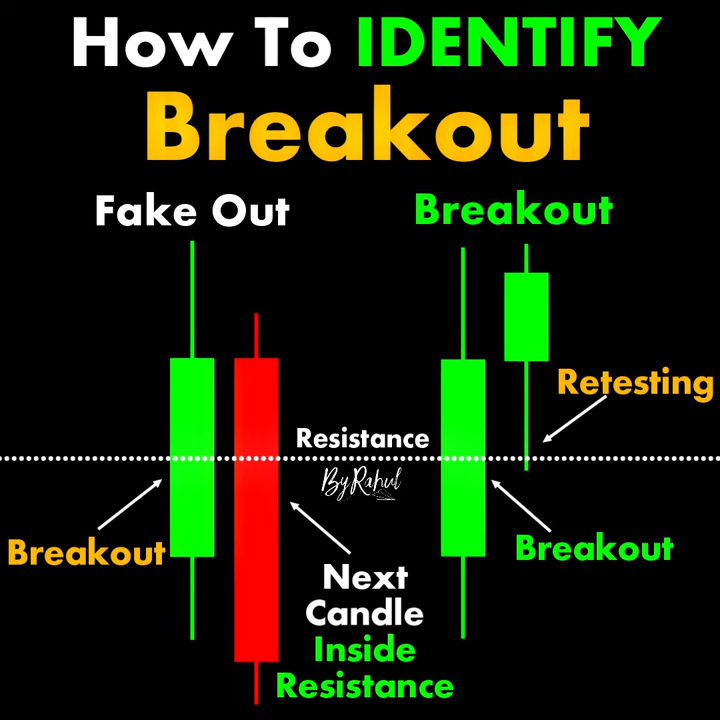 How To IDENTIFY
Breakout
Fake Out
Breakout
Retesting
Resistance
By Rahul
Breakout
Breakout
Next
Candle
Inside
Resistance